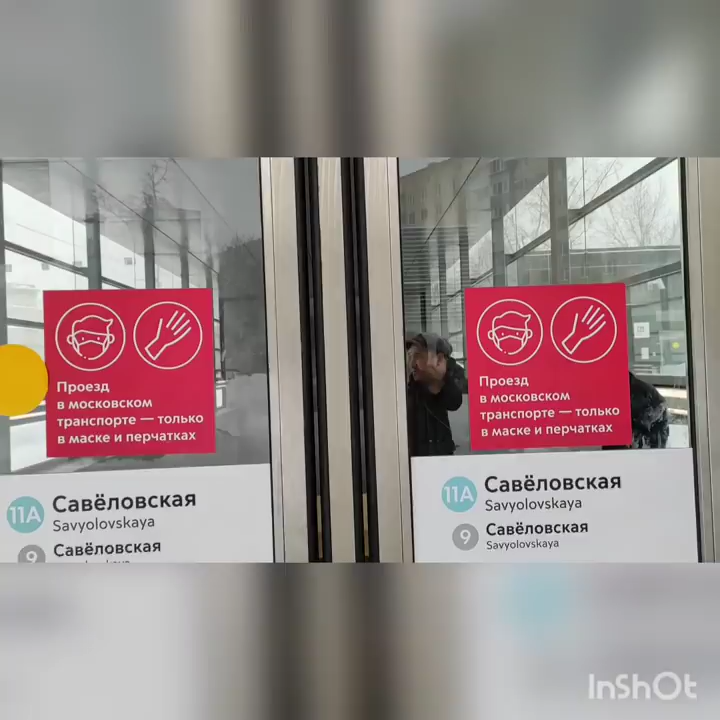 Проезд
в московском
транспорте — только
в маске и перчатках
11А Савёловская
Savyolovskaya
9 Савёловская
Проезд
в московском
транспорте — только
в маске и перчатках
11А Савёловская
Savyolovskaya
9 Савёловская
Savyolovskaya
InShOt